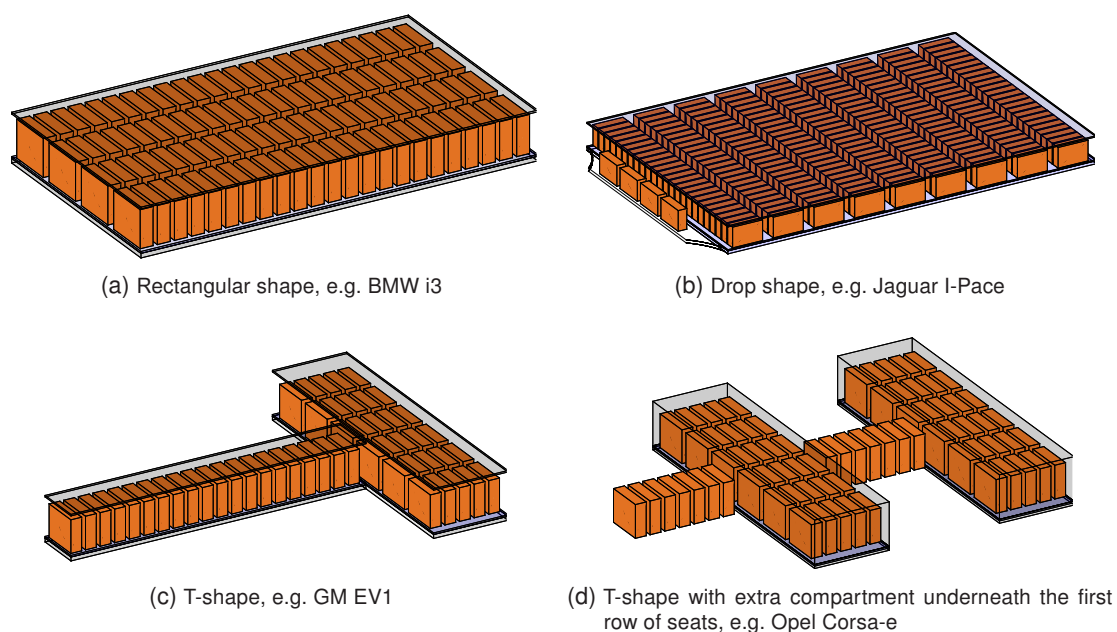 (a) Rectangular shape, e.g. BMW i3
(b) Drop shape, e.g. Jaguar I-Pace
(c) T-shape, e.g. GM EV1
(d) T-shape with extra compartment underneath the first
row of seats, e.g. Opel Corsa-e